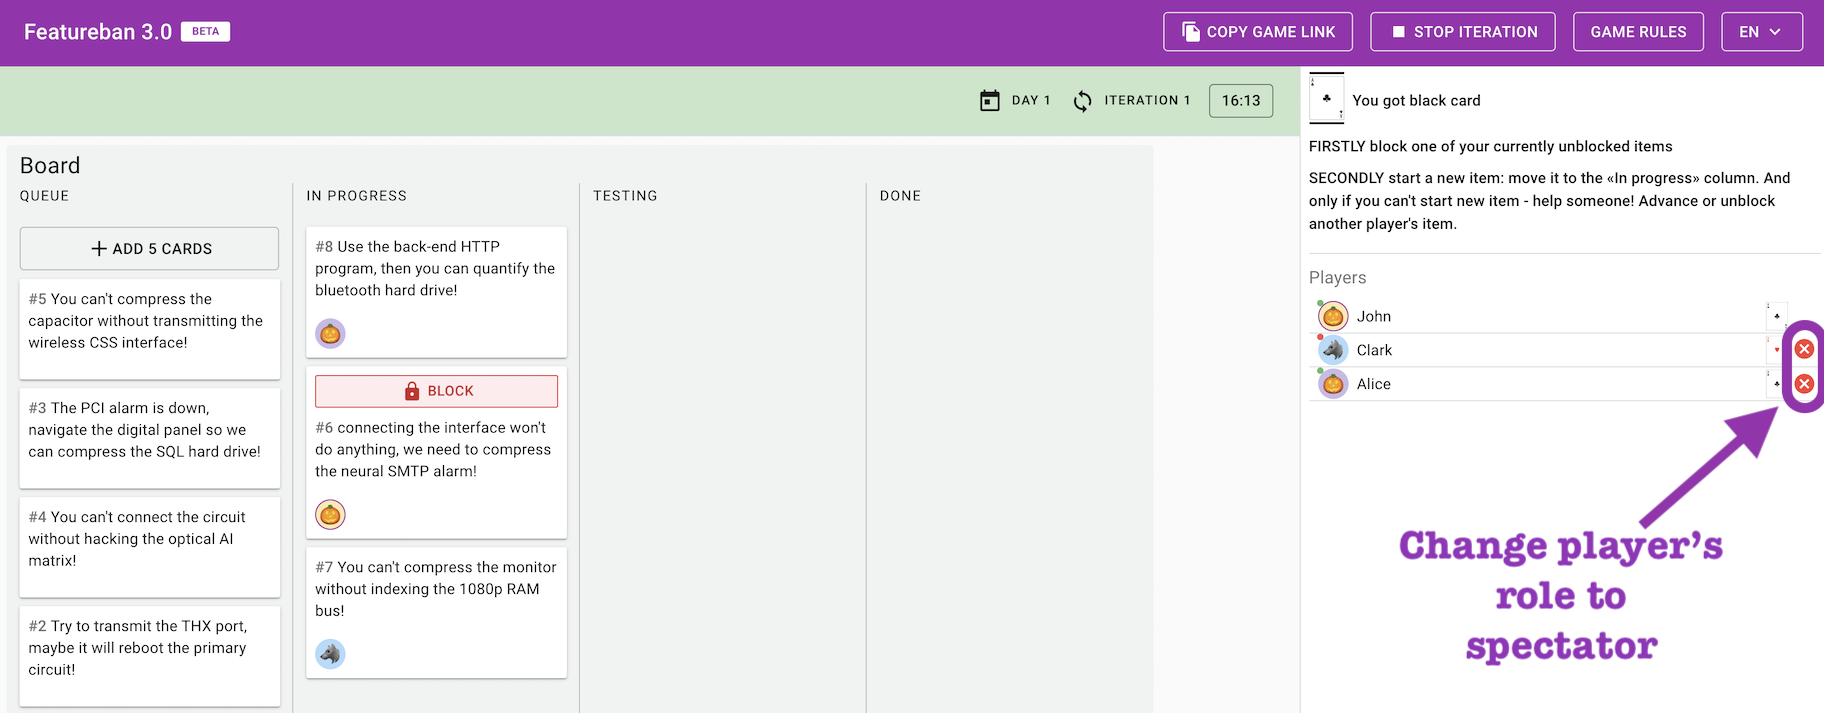 Featureban 3.0 BETA
COPY GAME LINK
STOP ITERATION
GAME RULES
EN
DAY 1
ITERATION 1
16:13
Board
QUEUE
ADD 5 CARDS
#5 You can't compress the
capacitor without transmitting the
wireless CSS interface!
#3 The PCI alarm is down,
navigate the digital panel so we
can compress the SQL hard drive!
#4 You can't connect the circuit
without hacking the optical AI
matrix!
#2 Try to transmit the THX port,
maybe it will reboot the primary
circuit!
IN PROGRESS
#8 Use the back-end HTTP
program, then you can quantify the
bluetooth hard drive!
BLOCK
#6 connecting the interface won't
do anything, we need to compress
the neural SMTP alarm!
#7 You can't compress the monitor
without indexing the 1080p RAM
bus!
TESTING
DONE
You got black card
FIRSTLY block one of your currently unblocked items
SECONDLY start a new item: move it to the «In progress» column. And
only if you can't start new item - help someone! Advance or unblock
another player's item.
Players
John
Clark
Alice
Change player's
role to
spectator